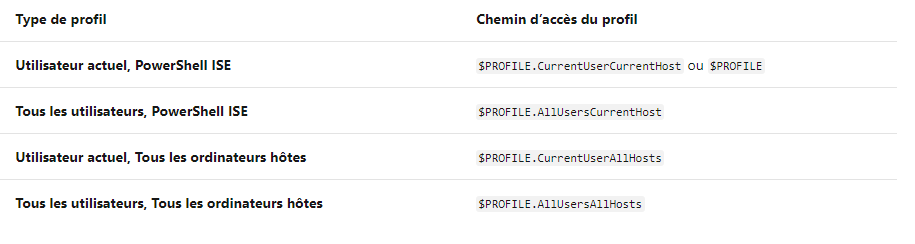 Type de profil Chemin d’accès du profil
Utilisateur actuel, PowerShell ISE $PROFILE.CurrentUserCurrentHost ou $PROFILE
Tous les utilisateurs, PowerShell ISE $PROFILE.AllUsersCurrentHost
Utilisateur actuel, Tous les ordinateurs hôtes $PROFILE.CurrentUserAllHosts
Tous les utilisateurs, Tous les ordinateurs hôtes $PROFILE.AllUsersAllHosts